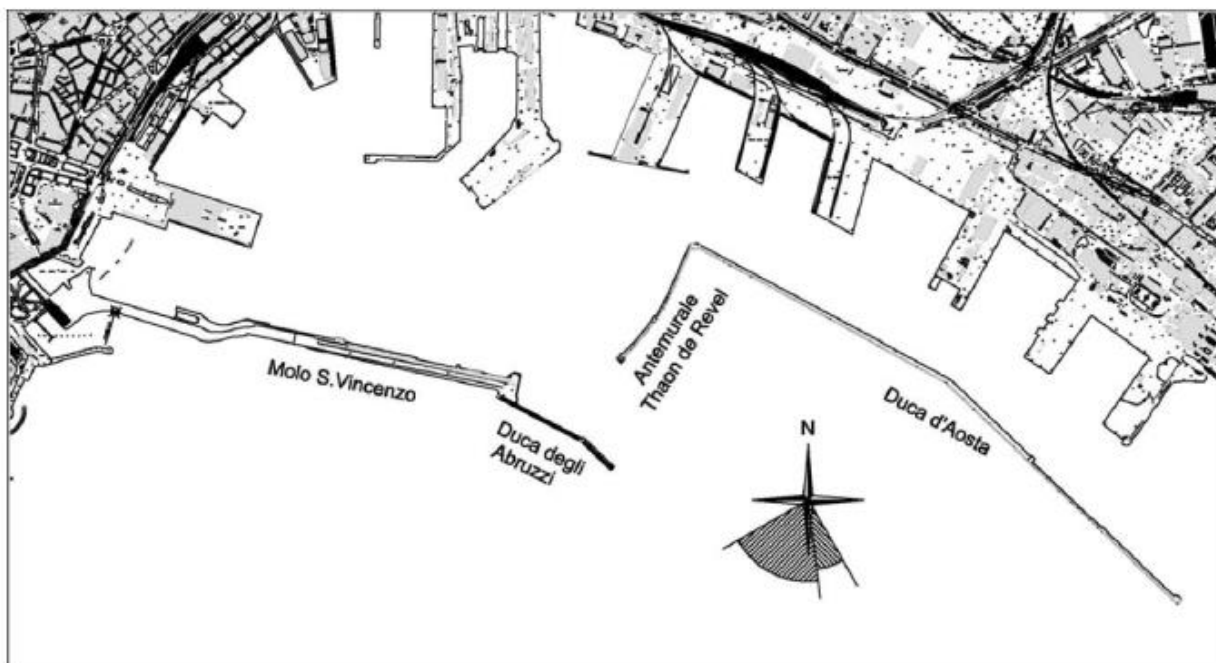 Molo S.Vincenzo
Duca degli
Abruzzi
Antemurale
Thaon de Revel
Duca d'Aosta
N